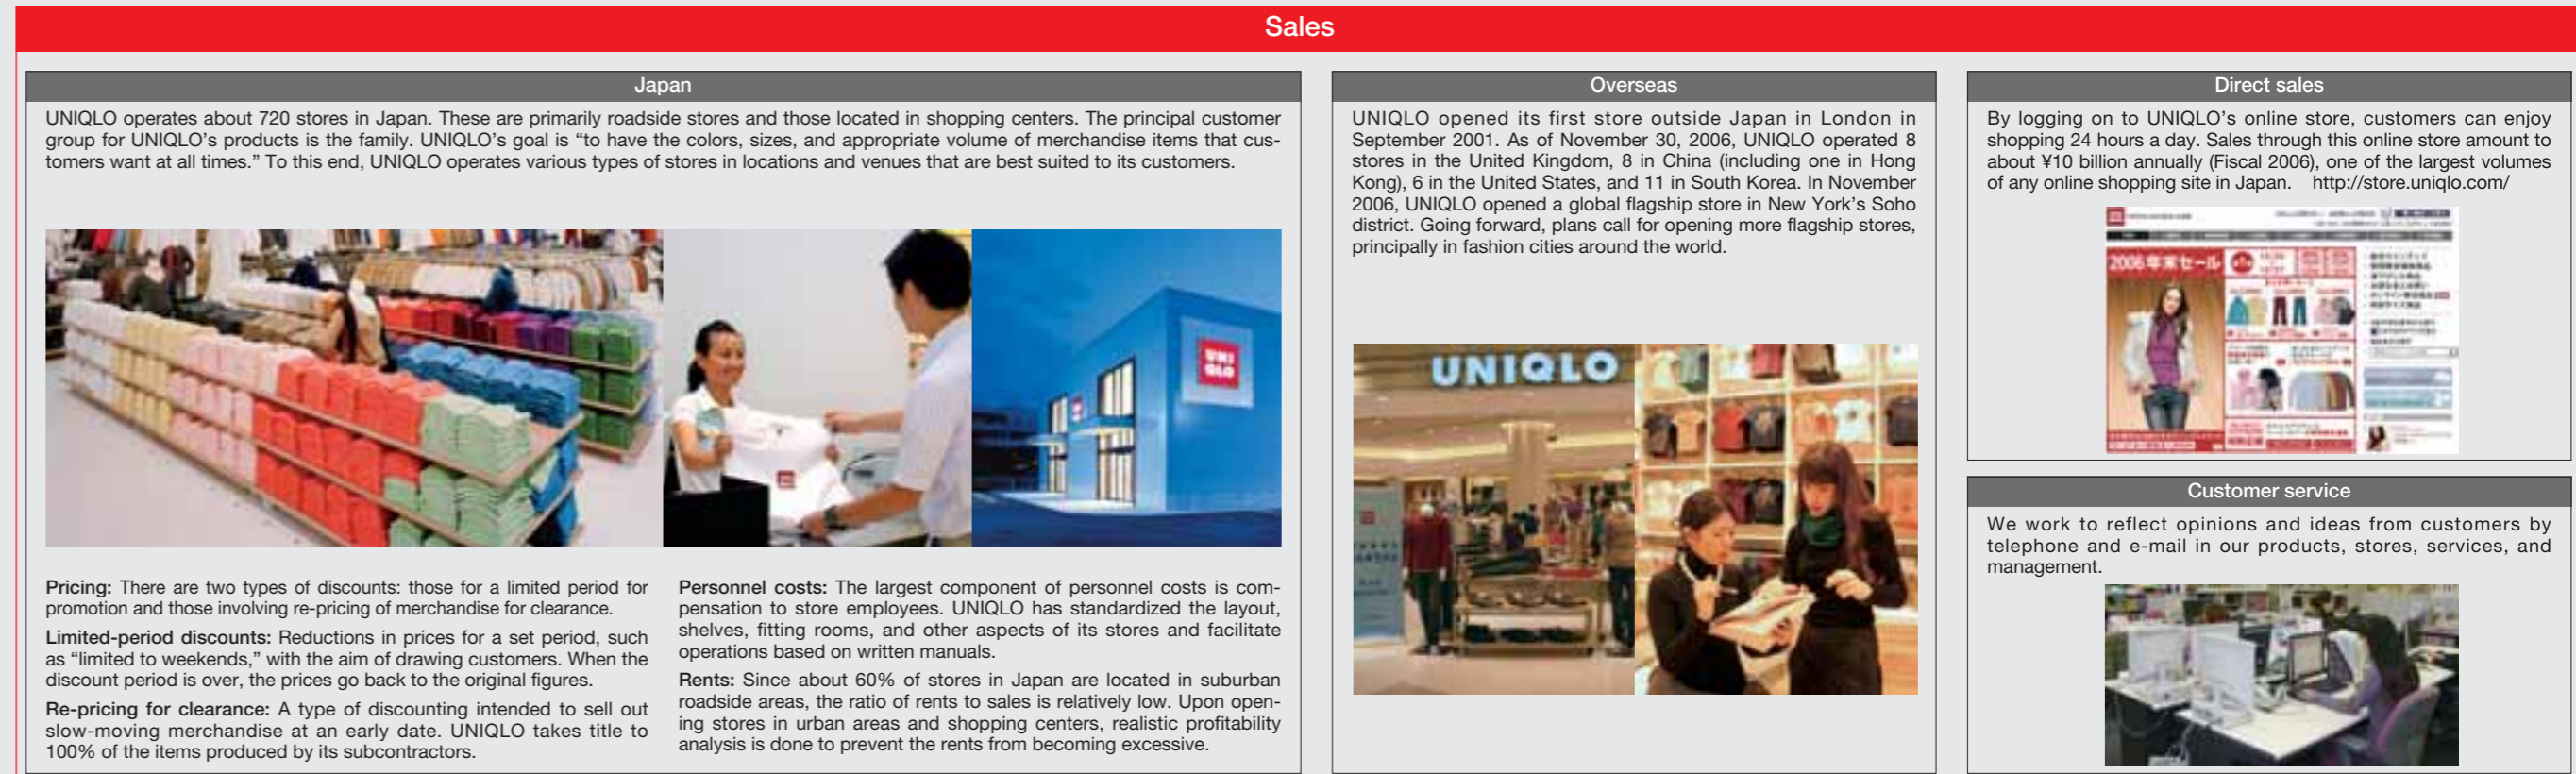 Sales
Japan
UNIQLO operates about 720 stores in Japan. These are primarily roadside stores and those located in shopping centers. The principal customer
group for UNIQLO's products is the family. UNIQLO's goal is “to have the colors, sizes, and appropriate volume of merchandise items that cus-
tomers want at all times.” To this end, UNIQLO operates various types of stores in locations and venues that are best suited to its customers.
UNI
QLO
Pricing: There are two types of discounts: those for a limited period for
promotion and those involving re-pricing of merchandise for clearance.
Limited-period discounts: Reductions in prices for a set period, such
as “limited to weekends,” with the aim of drawing customers. When the
discount period is over, the prices go back to the original figures.
Re-pricing for clearance: A type of discounting intended to sell out
slow-moving merchandise at an early date. UNIQLO takes title to
100% of the items produced by its subcontractors.
Personnel costs: The largest component of personnel costs is com-
pensation to store employees. UNIQLO has standardized the layout,
shelves, fitting rooms, and other aspects of its stores and facilitate
operations based on written manuals.
Rents: Since about 60% of stores in Japan are located in suburban
roadside areas, the ratio of rents to sales is relatively low. Upon open-
ing stores in urban areas and shopping centers, realistic profitability
analysis is done to prevent the rents from becoming excessive.
Overseas
UNIQLO opened its first store outside Japan in London in
September 2001. As of November 30, 2006, UNIQLO operated 8
stores in the United Kingdom, 8 in China (including one in Hong
Kong), 6 in the United States, and 11 in South Korea. In November
2006, UNIQLO opened a global flagship store in New York's Soho
district. Going forward, plans call for opening more flagship stores,
principally in fashion cities around the world.
UNIQLO
Direct sales
By logging on to UNIQLO's online store, customers can enjoy
shopping 24 hours a day. Sales through this online store amount to
about ¥10 billion annually (Fiscal 2006), one of the largest volumes
of any online shopping site in Japan. http://store.uniqlo.com/
2006年末セール
Customer service
We work to reflect opinions and ideas from customers by
telephone and e-mail in our products, stores, services, and
management.